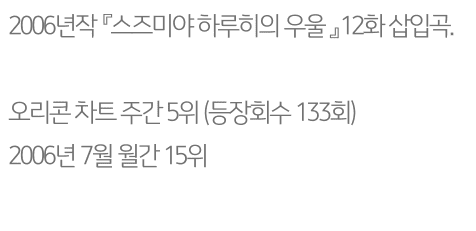 2006년작 『스즈미야 하루히의 우울 』12화 삽입곡.
오리콘 차트 주간 5위 (등장회수 133회)
2006년 7월 월간 15위